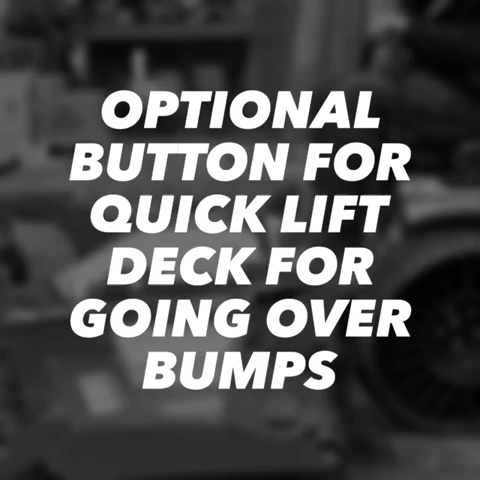 OPTIONAL
BUTTON FOR
QUICK LIFT
DECK FOR
GOING OVER
BUMPS